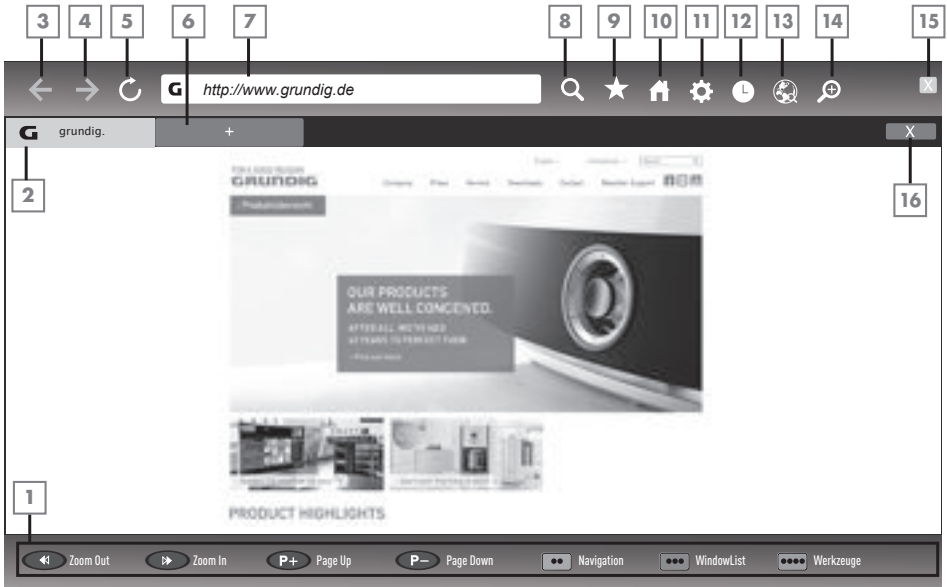 3 4 5 6 7 8 9 10 11 12 13 14 15
G http://www.grundig.de X
G grundig. + X
2 16
GRUNDIG
OUR PRODUCTS
ARE WELL CONCEIVED.
PRODUCT HIGHLIGHTS
1
Zoom Out Zoom In P+ Page Up P− Page Down Navigation WindowList Werkzeuge